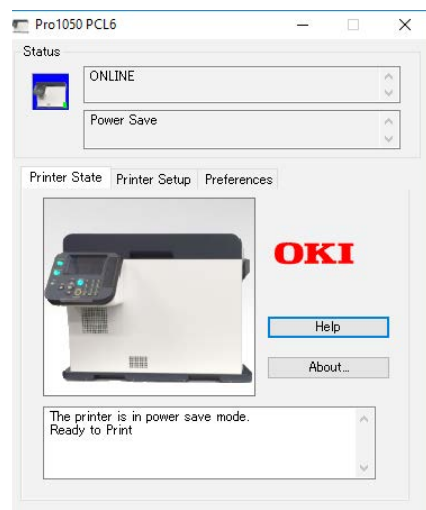 Pro1050 PCL6
Status
ONLINE
Power Save
Printer State Printer Setup Preferences
OKI
Help
About...
The printer is in power save mode.
Ready to Print